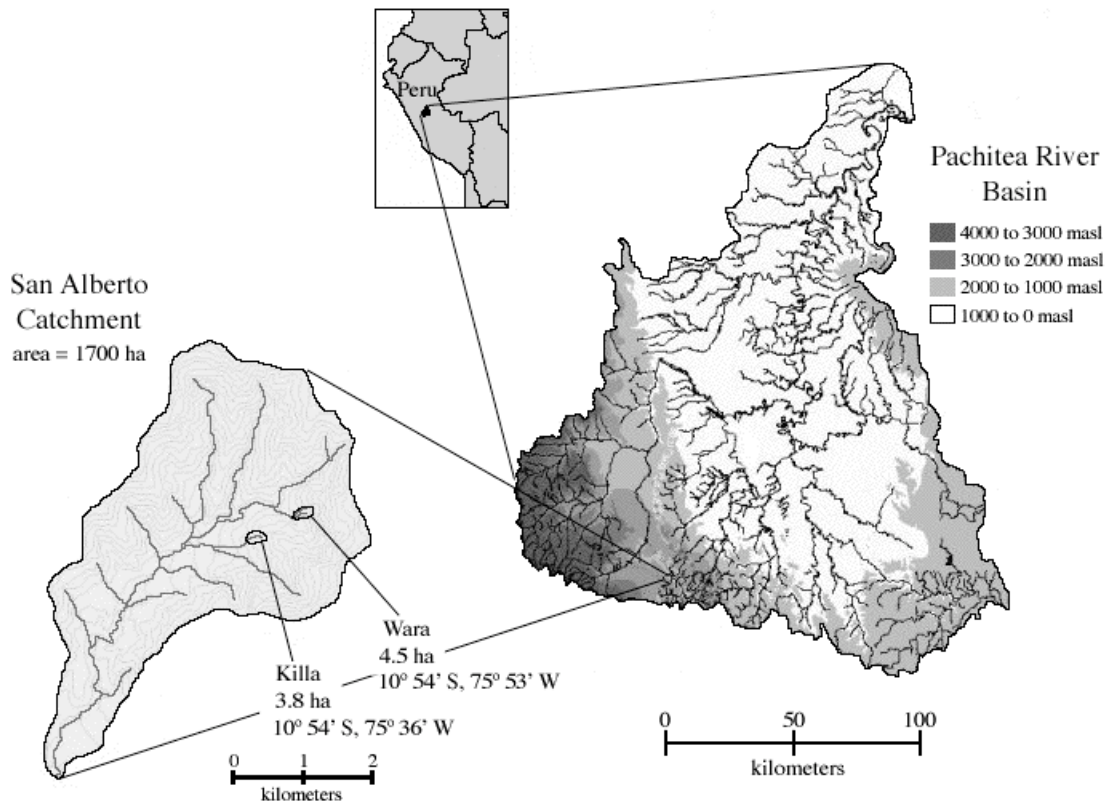 Peru
Pachitea River
Basin
4000 to 3000 masl
3000 to 2000 masl
2000 to 1000 masl
1000 to 0 masl
San Alberto
Catchment
area = 1700 ha
Wara
4.5 ha
10º 54’ S, 75º 53’ W
Killa
3.8 ha
10º 54’ S, 75º 36’ W
0 1 2
kilometers
0 50 100
kilometers